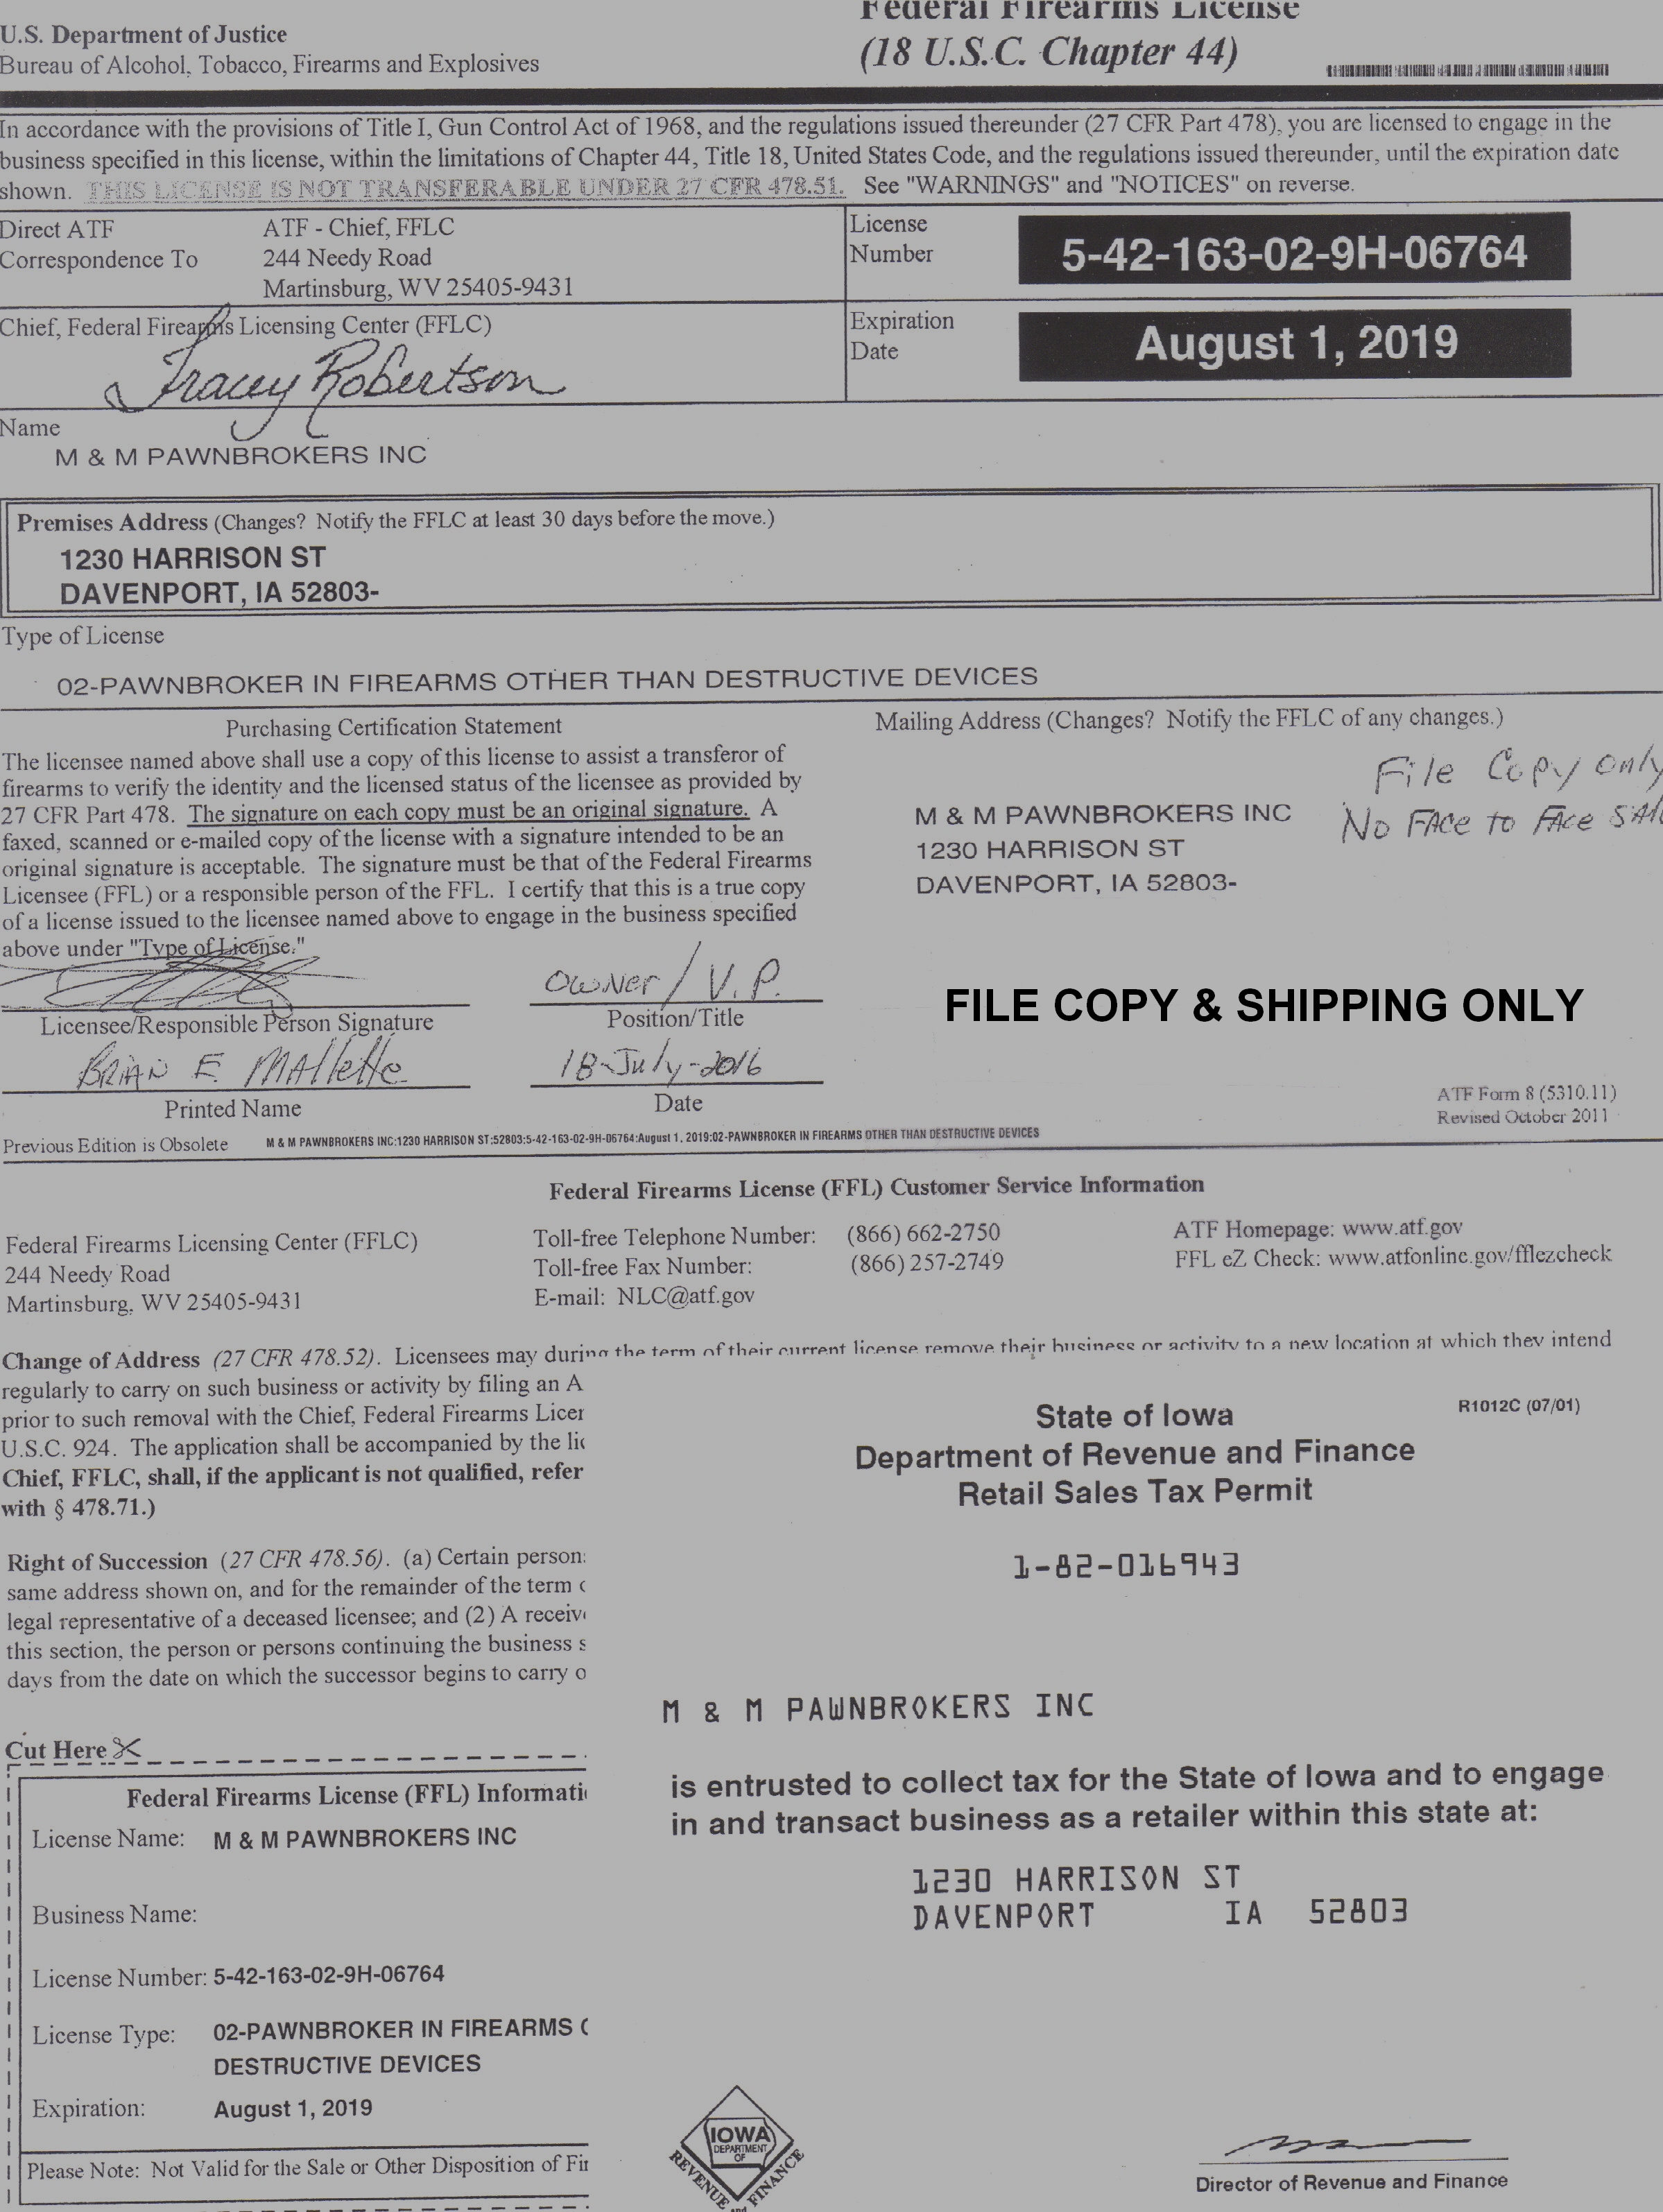 Federal Firearms License
(18 U.S.C. Chapter 44)
U.S. Department of Justice
Bureau of Alcohol, Tobacco, Firearms and Explosives
In accordance with the provisions of Title I, Gun Control Act of 1968, and the regulations issued thereunder (27 CFR Part 478), you are licensed to engage in the
business specified in this license, within the limitations of Chapter 44, Title 18, United States Code, and the regulations issued thereunder, until the expiration date
shown. THIS LICENSE IS NOT TRANSFERABLE UNDER 27 CFR 478.51. See "WARNINGS" and "NOTICES" on reverse.
Direct ATF
Correspondence To
ATF - Chief, FFLC
244 Needy Road
Martinsburg, WV 25405-9431
License
Number
5-42-163-02-9H-06764
Chief, Federal Firearms Licensing Center (FFLC)
Tracey Robertson
Expiration
Date
August 1, 2019
Name
M & M PAWNBROKERS INC
Premises Address (Changes? Notify the FFLC at least 30 days before the move.)
1230 HARRISON ST
DAVENPORT, IA 52803-
Type of License
02-PAWNBROKER IN FIREARMS OTHER THAN DESTRUCTIVE DEVICES
Purchasing Certification Statement
The licensee named above shall use a copy of this license to assist a transferor of
firearms to verify the identity and the licensed status of the licensee as provided by
27 CFR Part 478. The signature on each copy must be an original signature. A
faxed, scanned or e-mailed copy of the license with a signature intended to be an
original signature is acceptable. The signature must be that of the Federal Firearms
Licensee (FFL) or a responsible person of the FFL. I certify that this is a true copy
of a license issued to the licensee named above to engage in the business specified
above under "Type of License."
Mailing Address (Changes? Notify the FFLC of any changes.)
File Copy Only
No FAce to FAce
M & M PAWNBROKERS INC
1230 HARRISON ST
DAVENPORT, IA 52803-
Owner / V.P.
Licensee/Responsible Person Signature
Position/Title
FILE COPY & SHIPPING ONLY
BRIAN E. MAllette
18-July-2016
Printed Name
Date
ATF Form 8 (5310.11)
Revised October 2011
Previous Edition is Obsolete
M & M PAWNBROKERS INC:1230 HARRISON ST:52803:5-42-163-02-9H-06764:August 1, 2019:02-PAWNBROKER IN FIREARMS OTHER THAN DESTRUCTIVE DEVICES
Federal Firearms License (FFL) Customer Service Information
Federal Firearms Licensing Center (FFLC)
244 Needy Road
Martinsburg, WV 25405-9431
Toll-free Telephone Number: (866) 662-2750
Toll-free Fax Number: (866) 257-2749
E-mail: NLC@atf.gov
ATF Homepage: www.atf.gov
FFL eZ Check: www.atfonline.gov/fflezcheck
Change of Address (27 CFR 478.52). Licensees may during the term of their current license remove their business or activity to a new location at which they intend
regularly to carry on such business or activity by filing an A
prior to such removal with the Chief, Federal Firearms Licen
U.S.C. 924. The application shall be accompanied by the lic
Chief, FFLC, shall, if the applicant is not qualified, refer
with § 478.71.)
Right of Succession (27 CFR 478.56). (a) Certain person
same address shown on, and for the remainder of the term
legal representative of a deceased licensee; and (2) A receiv
this section, the person or persons continuing the business s
days from the date on which the successor begins to carry o
Cut Here
Federal Firearms License (FFL) Informati
License Name: M & M PAWNBROKERS INC
Business Name:
License Number: 5-42-163-02-9H-06764
License Type: 02-PAWNBROKER IN FIREARMS
DESTRUCTIVE DEVICES
Expiration: August 1, 2019
Please Note: Not Valid for the Sale or Other Disposition of Fir
R1012C (07/01)
State of Iowa
Department of Revenue and Finance
Retail Sales Tax Permit
1-82-016943
M & M PAWNBROKERS INC
is entrusted to collect tax for the State of Iowa and to engage
in and transact business as a retailer within this state at:
1230 HARRISON ST
DAVENPORT IA 52803
IOWA
DEPARTMENT
OF
REVENUE and FINANCE
Director of Revenue and Finance